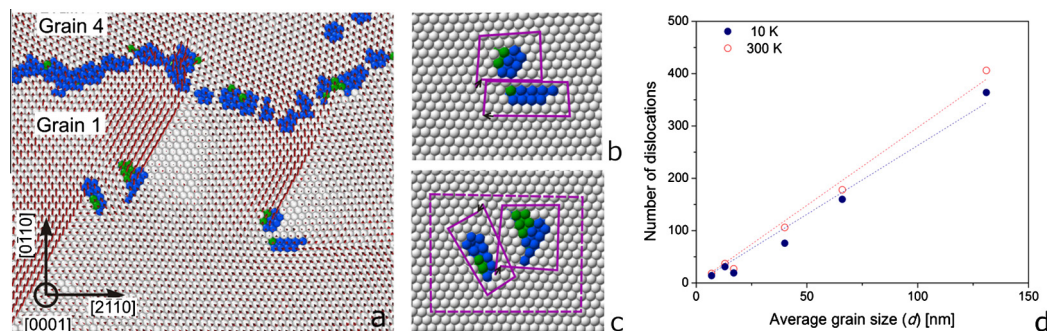 Grain 4
Grain 1
[0110]
[2110]
[0001]
a
b
c
500
400
300
200
100
0
0
50
100
150
10 K
300 K
Number of dislocations
Average grain size (d) [nm]
d